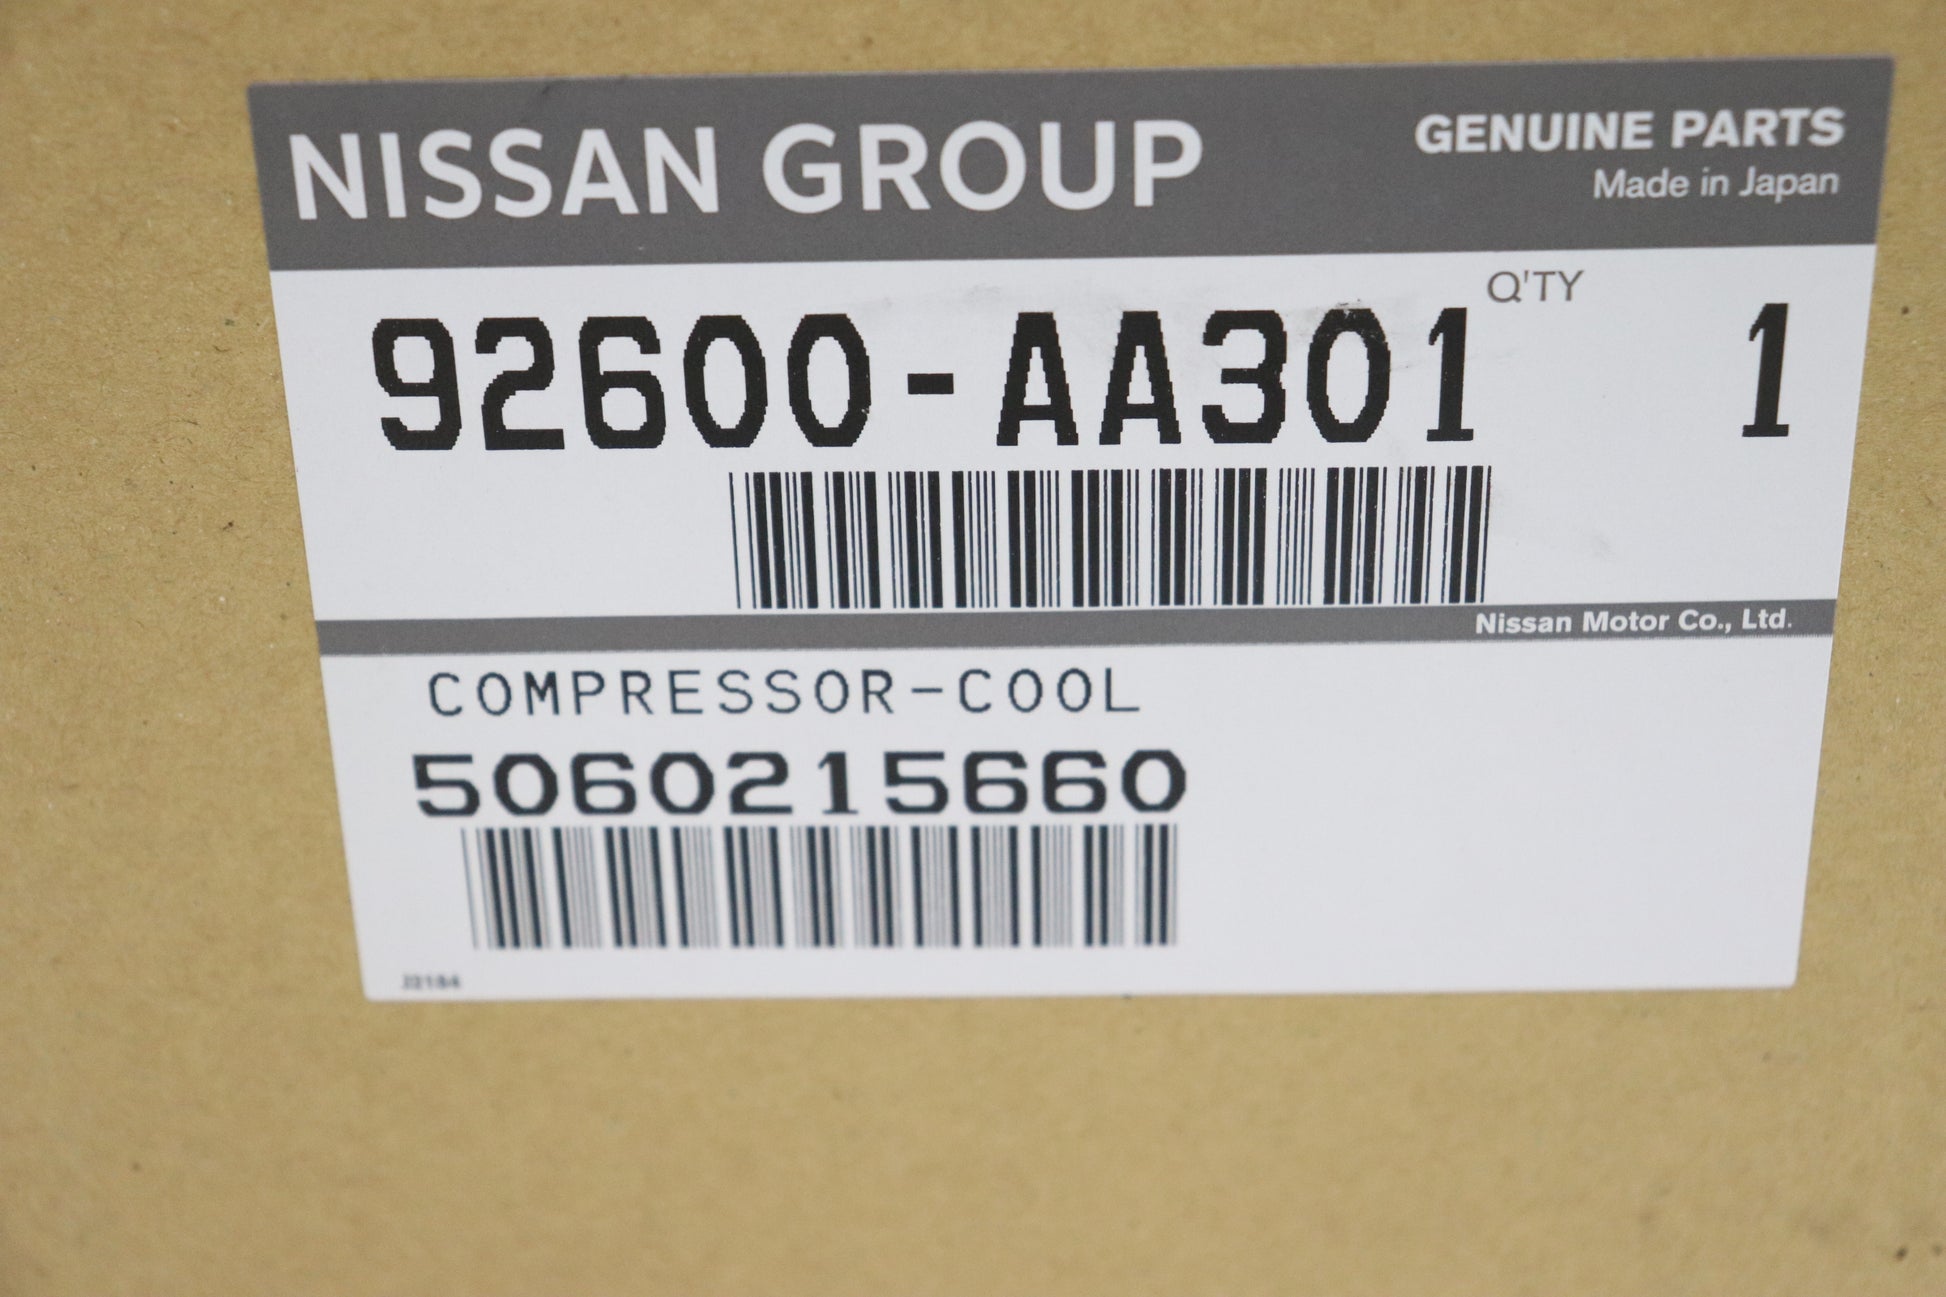 NISSAN GROUP
GENUINE PARTS
Made in Japan
Q'TY
92600-AA301 1
Nissan Motor Co., Ltd.
COMPRESSOR-COOL
5060215660
J2184